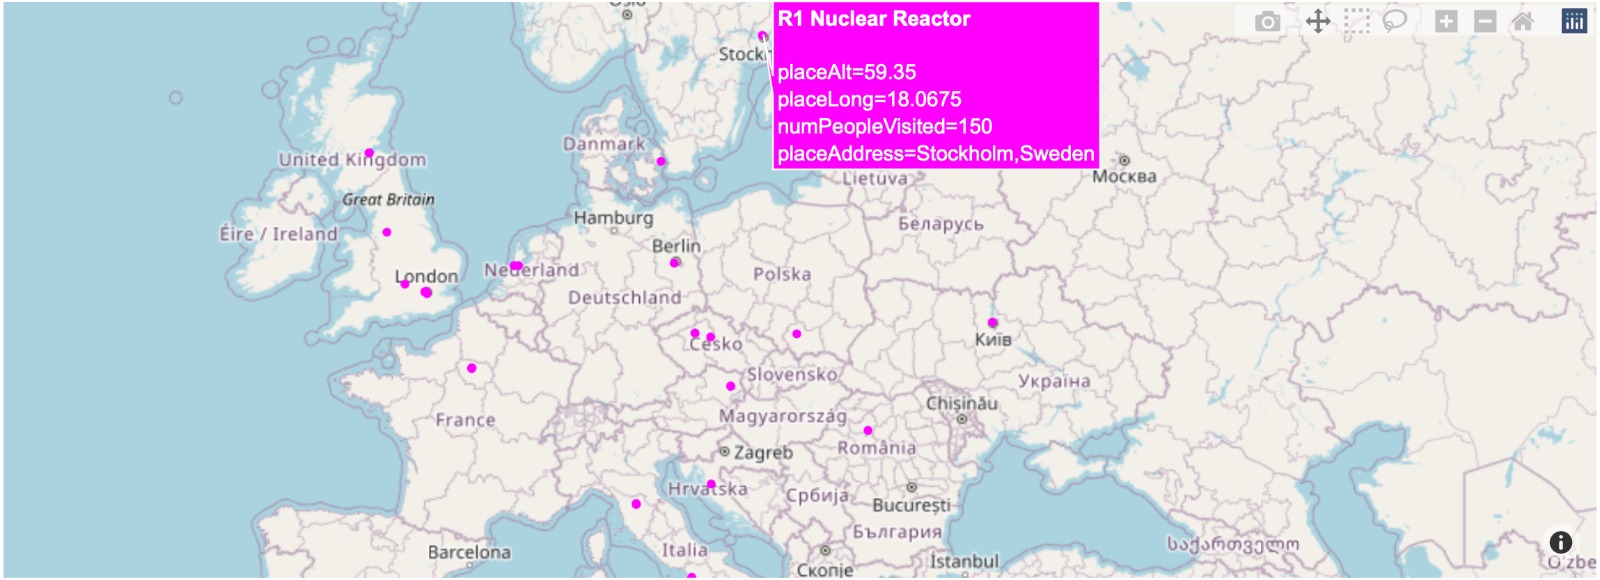 Oslo
R1 Nuclear Reactor
placeAlt=59.35
placeLong=18.0675
numPeopleVisited=150
placeAddress=Stockholm,Sweden
Danmark
United Kingdom
Москва
Lietuva
Great Britain
Hamburg
Беларусь
Éire / Ireland
Berlin
Nederland
London
Polska
Deutschland
Київ
Česko
Slovensko
Україна
Chișinău
Magyarország
France
România
Zagreb
Hrvatska
Србија
București
България
საქართველო
Barcelona
Italia
İstanbul
Скопје